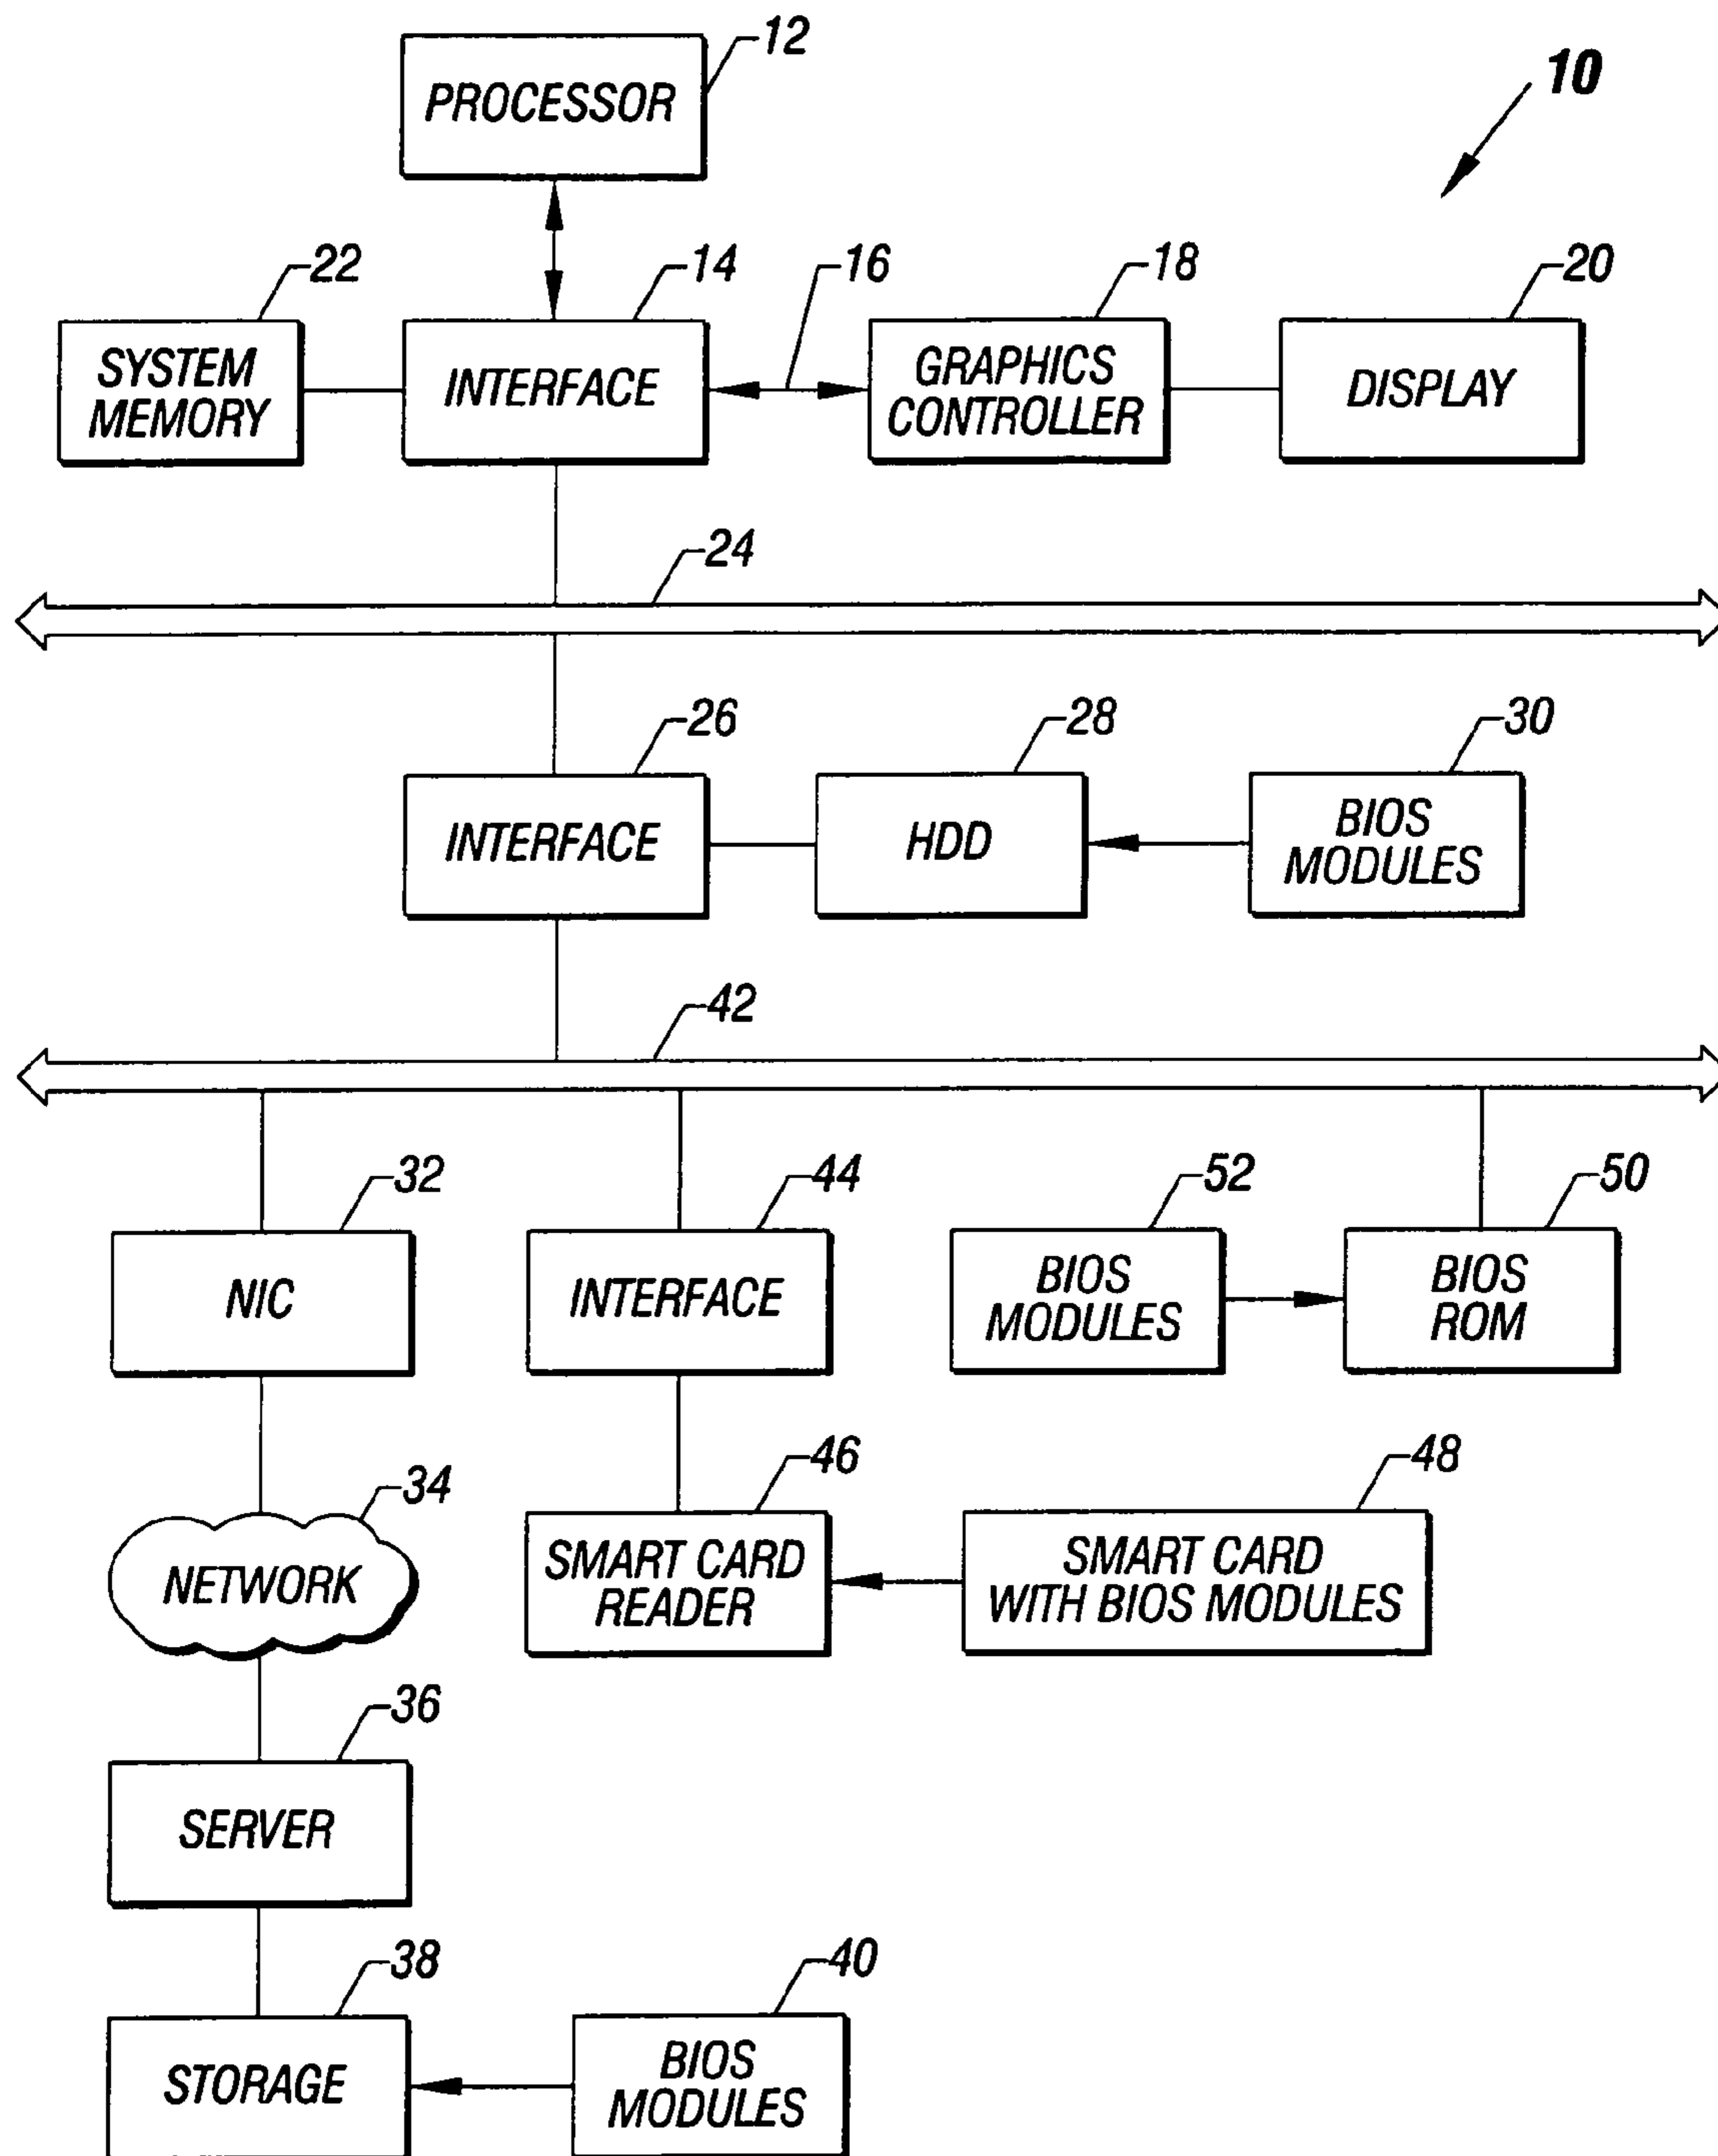 12
PROCESSOR
10
22
14
16
18
20
SYSTEM
MEMORY
INTERFACE
GRAPHICS
CONTROLLER
DISPLAY
24
26
28
30
INTERFACE
HDD
BIOS
MODULES
42
32
44
52
50
NIC
INTERFACE
BIOS
MODULES
BIOS
ROM
34
46
48
NETWORK
SMART CARD
READER
SMART CARD
WITH BIOS MODULES
36
SERVER
38
40
STORAGE
BIOS
MODULES